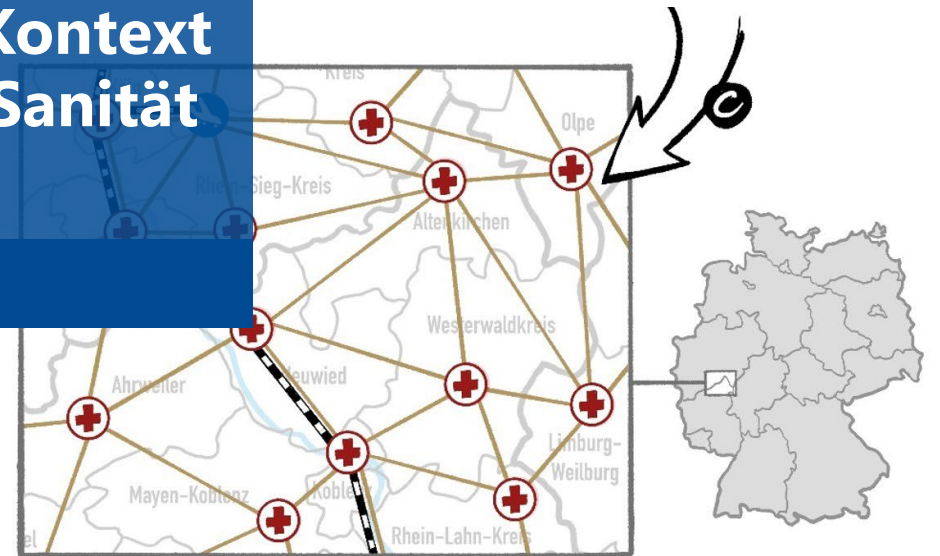 Kontext
Sanität
Kreis
Olpe
Rhein-Sieg-Kreis
Altenkirchen
Westerwaldkreis
Ahrweiler
Neuwied
Limburg-
Weilburg
Mayen-Koblenz
Koblenz
Rhein-Lahn-Kreis
el